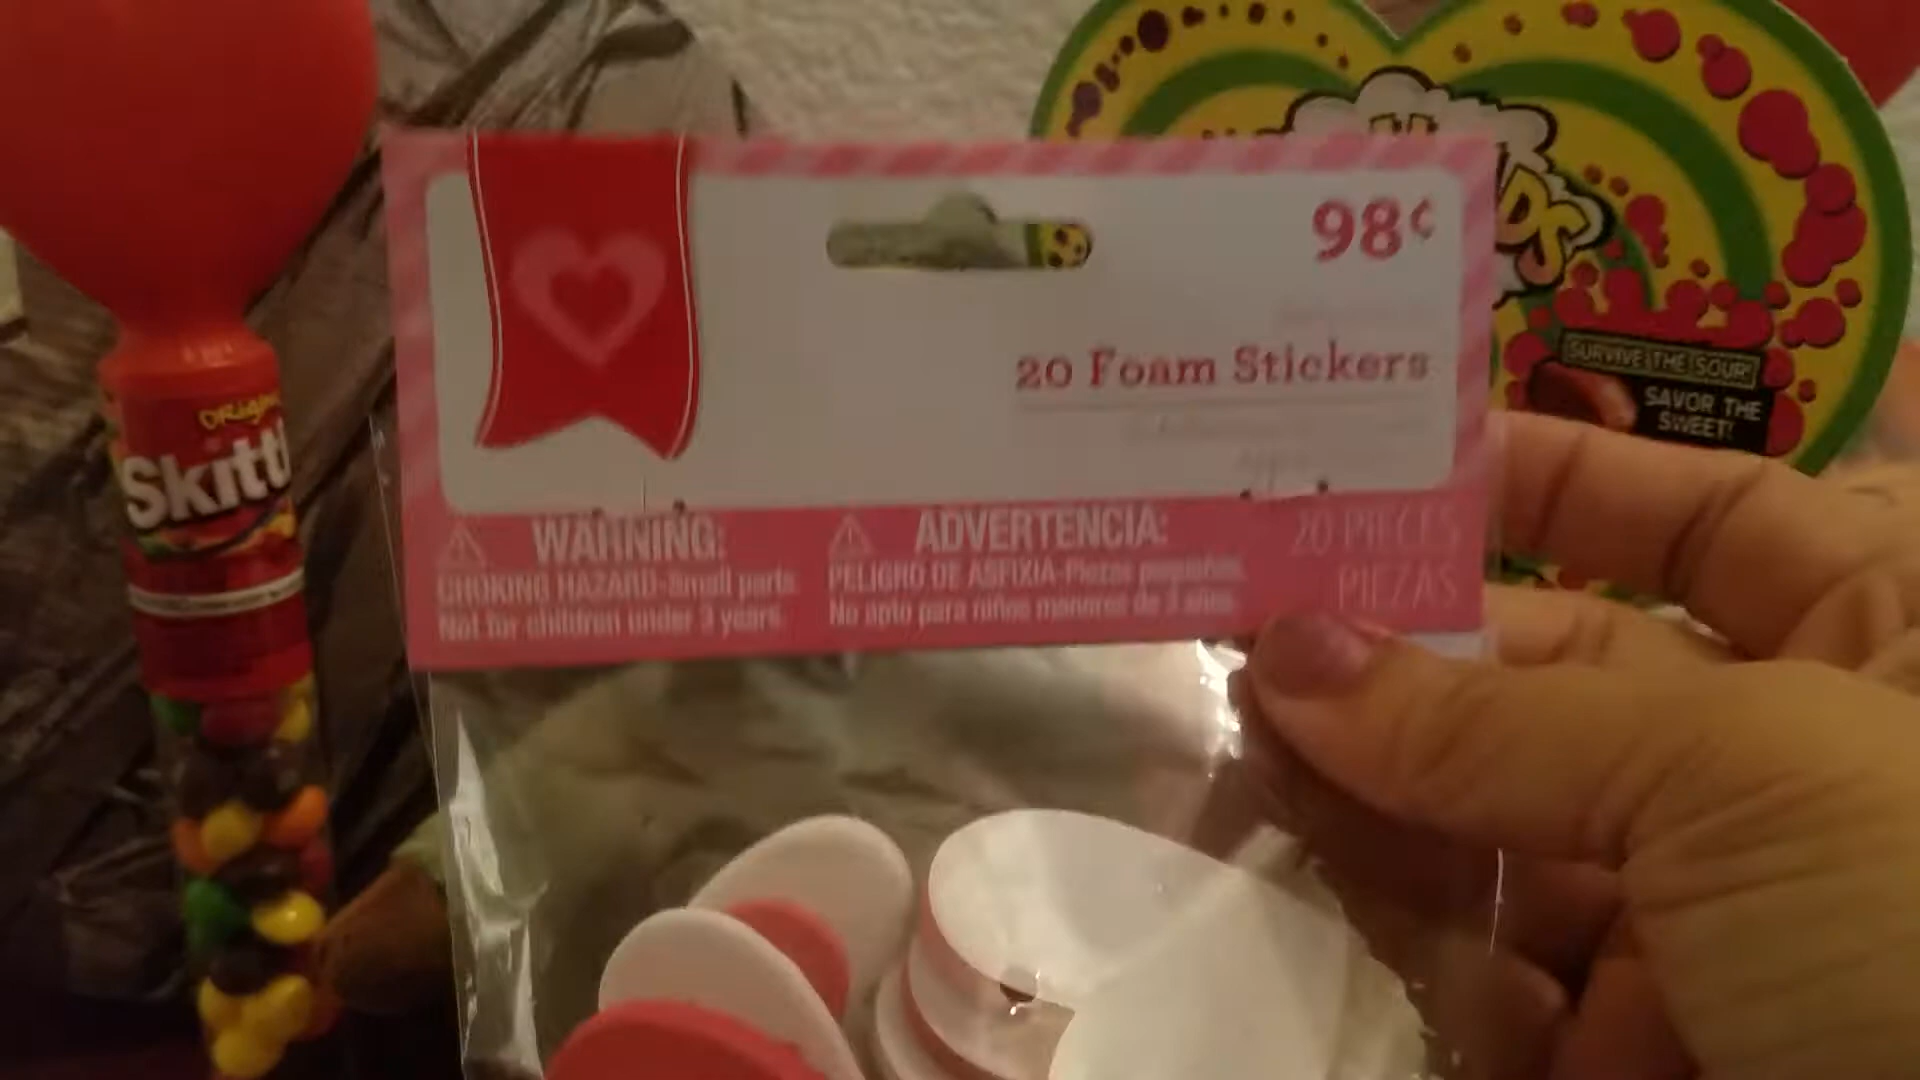 98¢
20 Foam Stickers
WARNING:
CHOKING HAZARD-Small parts.
Not for children under 3 years.
ADVERTENCIA:
PELIGRO DE ASFIXIA-Piezas pequeñas.
No apto para niños menores de 3 años.
20 PIECES
PIEZAS
ORIGIN
Skittl
SURVIVE THE SOUR!
SAVOR THE
SWEET!